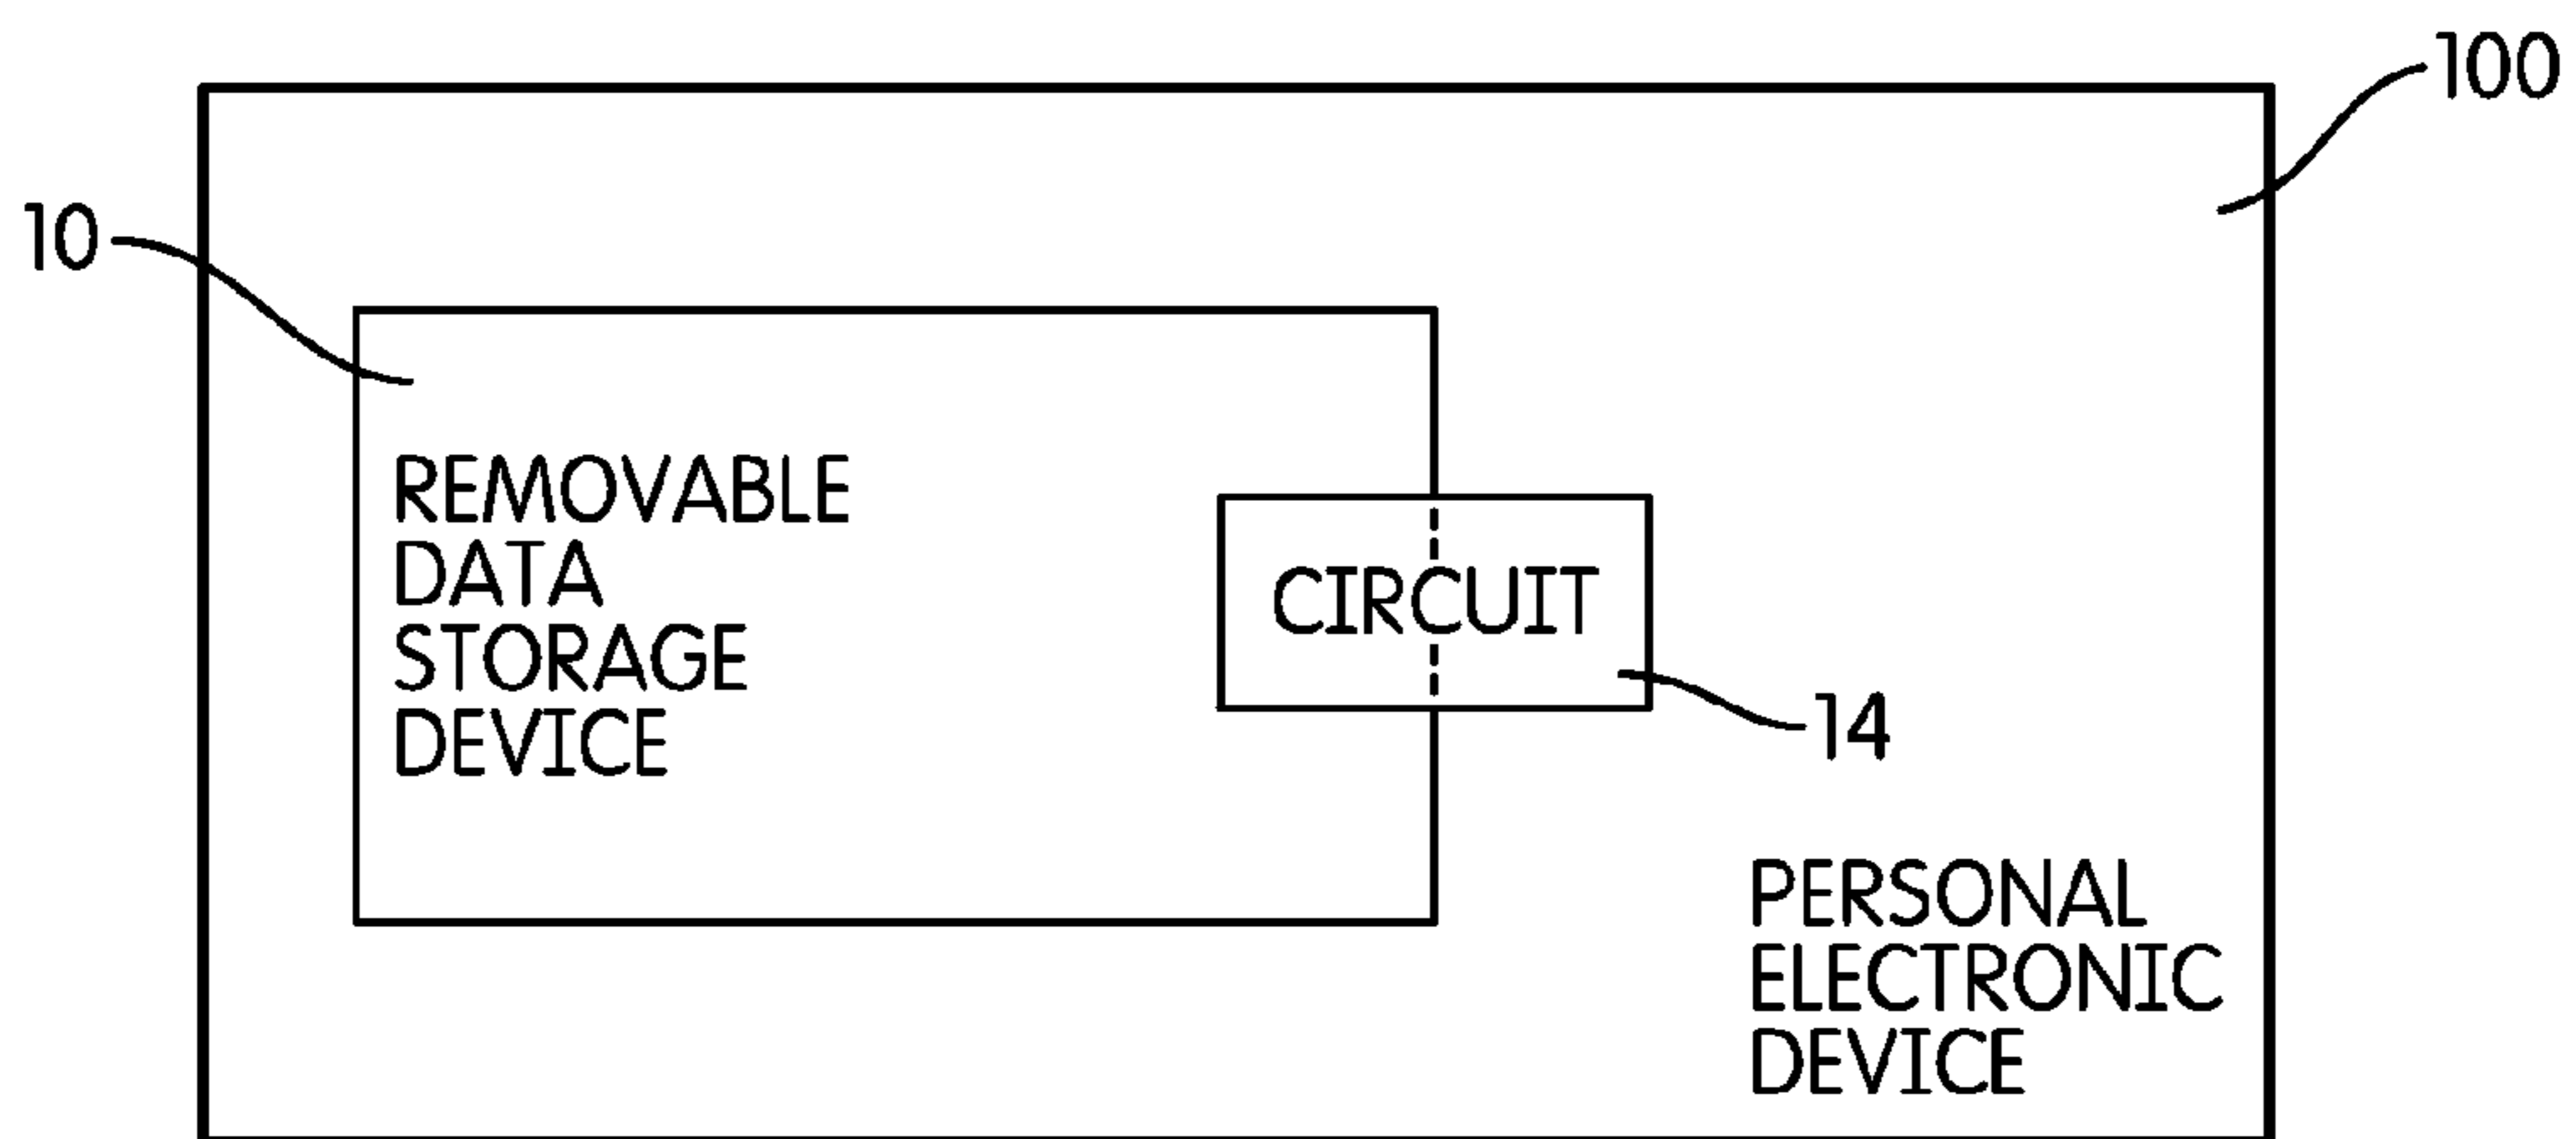 100
10
REMOVABLE
DATA
STORAGE
DEVICE
CIRCUIT
14
PERSONAL
ELECTRONIC
DEVICE